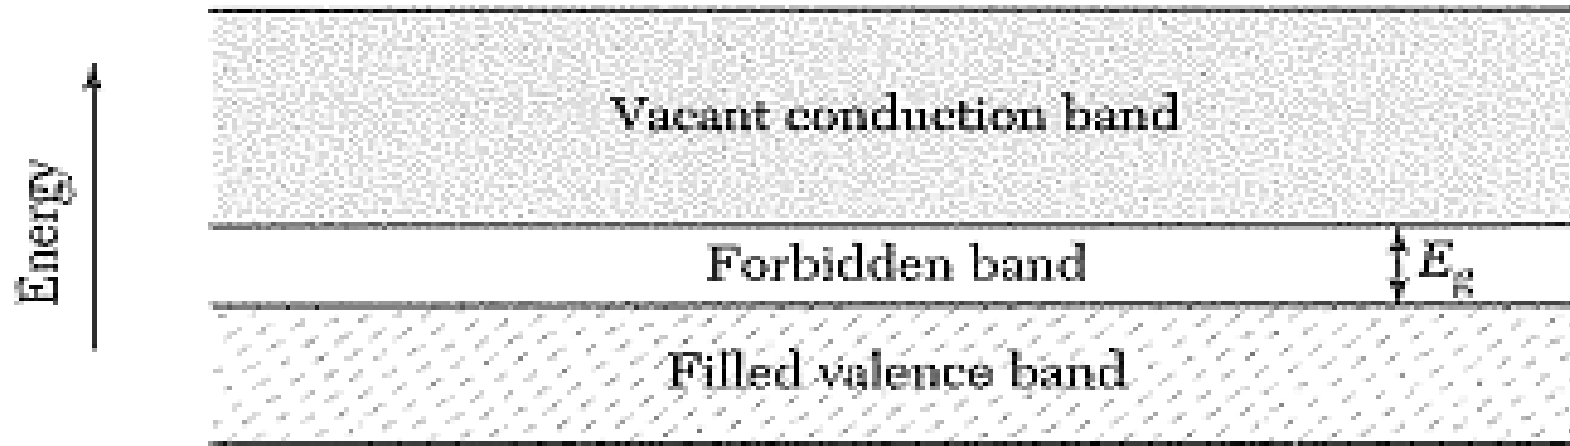 Vacant conduction band
Energy
Forbidden band
E_g
Filled valence band